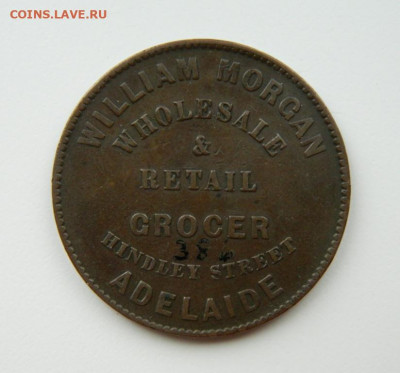 COINS.LAVE.RU
WILLIAM MORGAN
WHOLESALE
&
RETAIL
GROCER
HINDLEY STREET
ADELAIDE